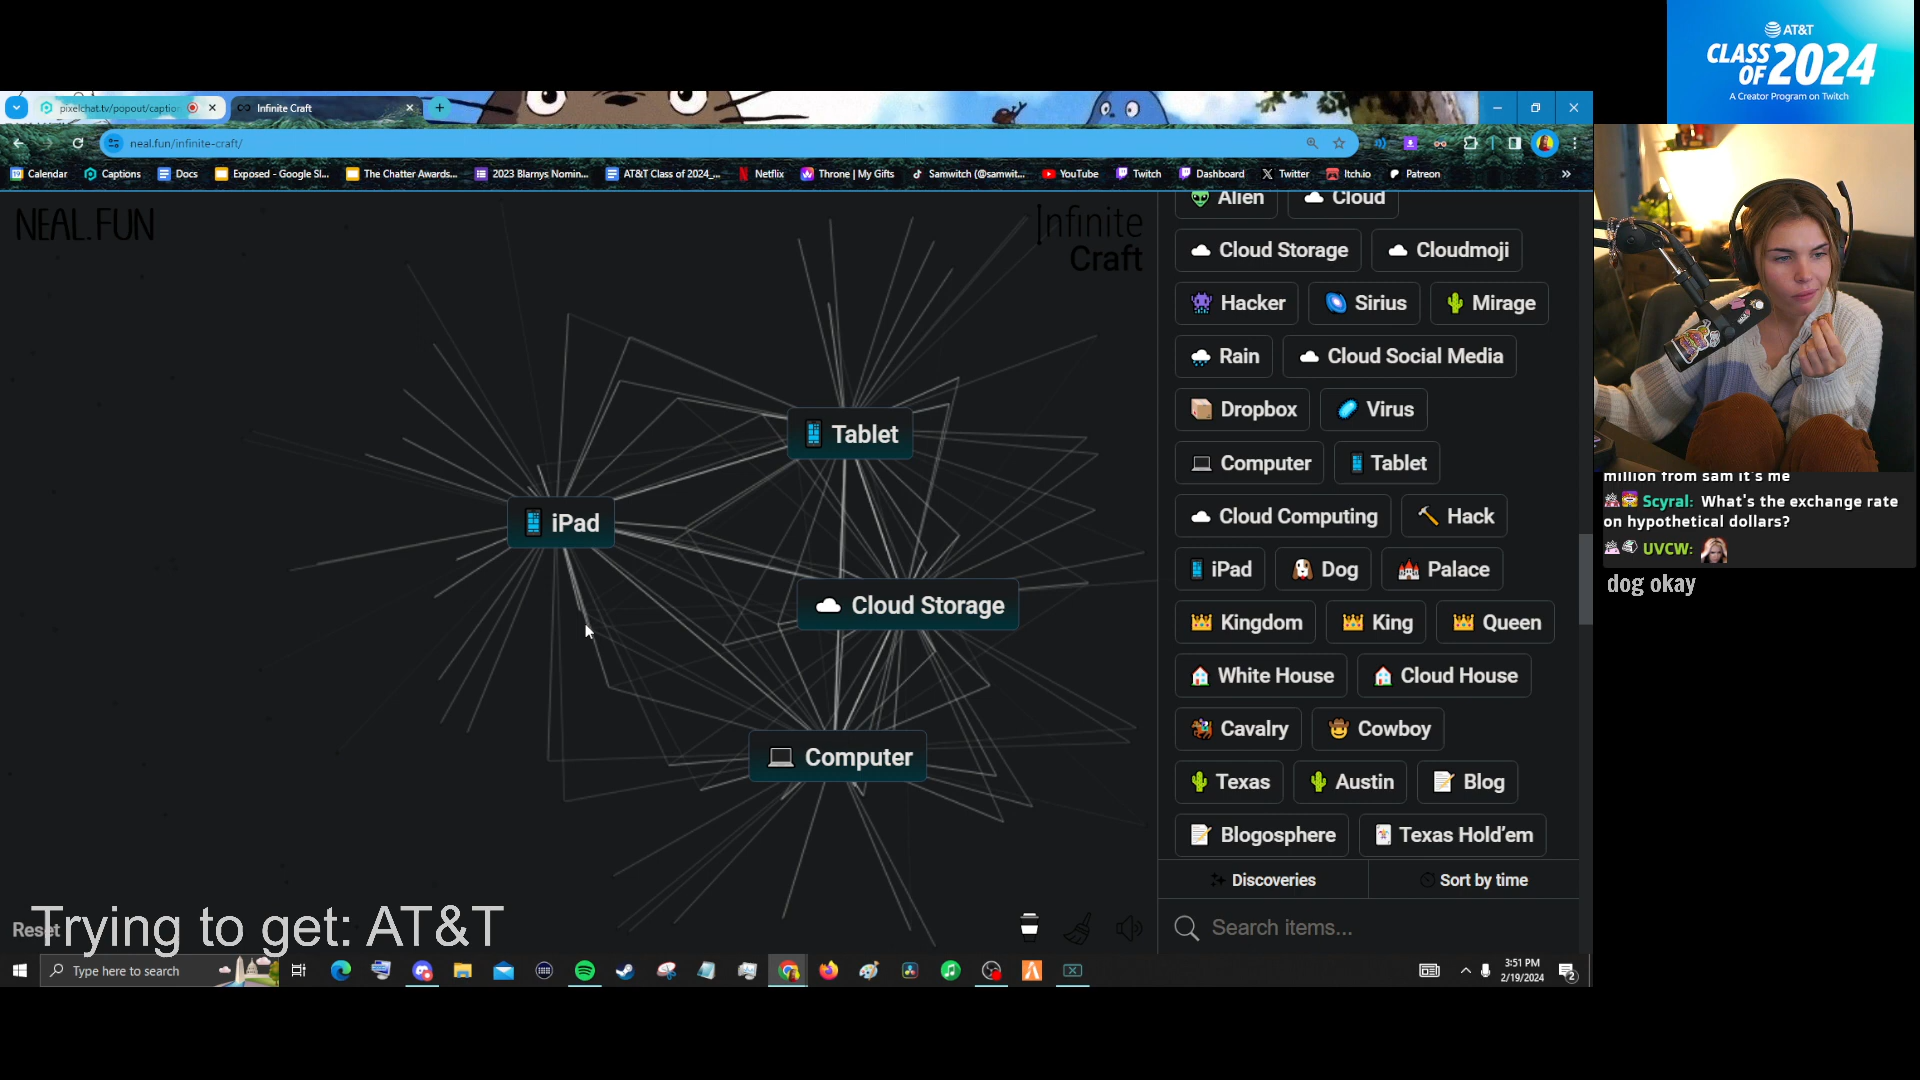 AT&T
CLASS
OF 2024
A Creator Program on Twitch
pixelchat.tv/popout/captio
Infinite Craft
neal.fun/infinite-craft/
Calendar
Captions
Docs
Exposed - Google Sl...
The Chatter Awards...
2023 Blarnys Nomin...
AT&T Class of 2024_...
Netflix
Throne | My Gifts
Samwitch (@samwit...
YouTube
Twitch
Dashboard
Twitter
Itch.io
Patreon
NEAL.FUN
Infinite
Craft
Tablet
iPad
Cloud Storage
Computer
Alien Cloud
Cloud Storage Cloudmoji
Hacker Sirius Mirage
Rain Cloud Social Media
Dropbox Virus
Computer Tablet
Cloud Computing Hack
iPad Dog Palace
Kingdom King Queen
White House Cloud House
Cavalry Cowboy
Texas Austin Blog
Blogosphere Texas Hold’em
Discoveries Sort by time
Search items...
million from sam it's me
Scyral: What's the exchange rate
on hypothetical dollars?
UVCW:
dog okay
Reset
Trying to get: AT&T
Type here to search
3:51 PM
2/19/2024
2